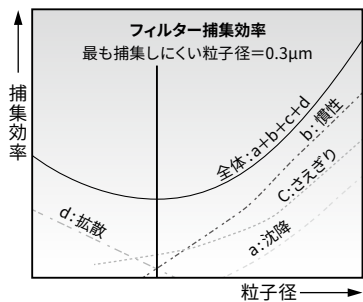 フィルター捕集効率
最も捕集しにくい粒子径＝0.3μm
捕集効率
全体：a+b+c+d
b：慣性
C：さえぎり
d：拡散
a：沈降
粒子径